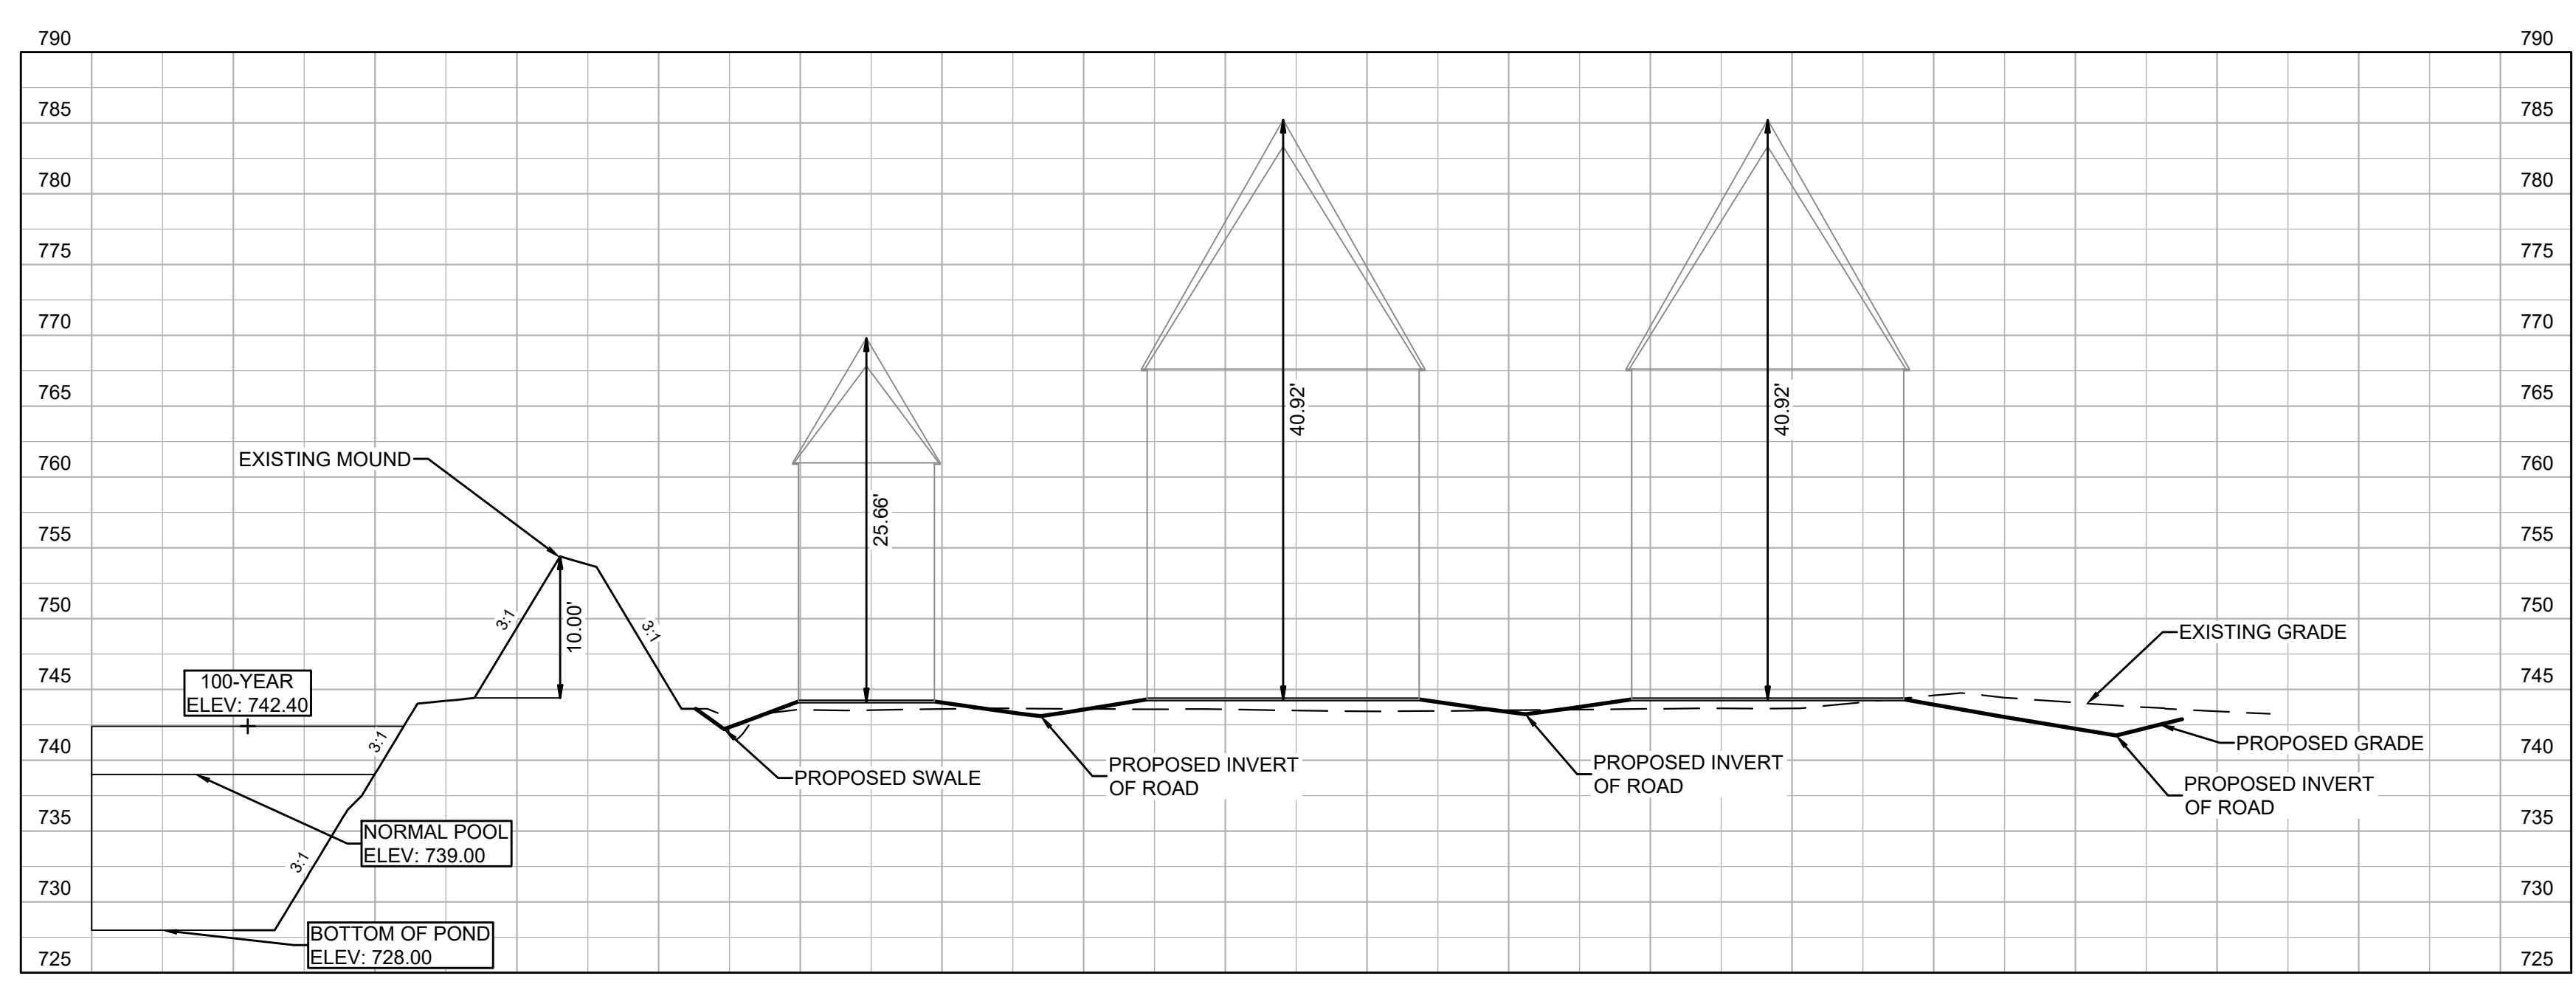 790 790
785 785
780 780
775 775
770 770
765 765
40.92' 40.92'
760 760
EXISTING MOUND
25.66'
755 755
750 750
3:1 10.00' 3:1
EXISTING GRADE
745 745
100-YEAR
ELEV: 742.40
740 740
3:1
PROPOSED GRADE
PROPOSED SWALE
PROPOSED INVERT
OF ROAD
PROPOSED INVERT
OF ROAD
PROPOSED INVERT
OF ROAD
735 735
NORMAL POOL
ELEV: 739.00
3:1
730 730
BOTTOM OF POND
ELEV: 728.00
725 725